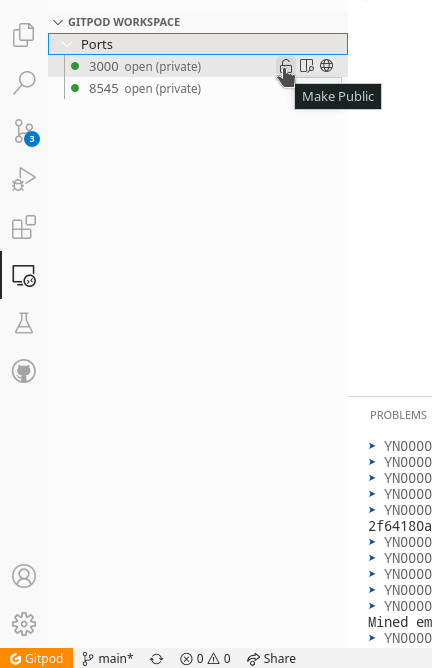 GITPOD WORKSPACE
Ports
3000 open (private)
8545 open (private)
Make Public
3
PROBLEMS
➤ YN0000
➤ YN0000
➤ YN0000
➤ YN0000
➤ YN0000
2f64180a
➤ YN0000
➤ YN0000
➤ YN0000
➤ YN0000
➤ YN0000
Mined em
➤ YN0000
Gitpod main* 0 0 Share